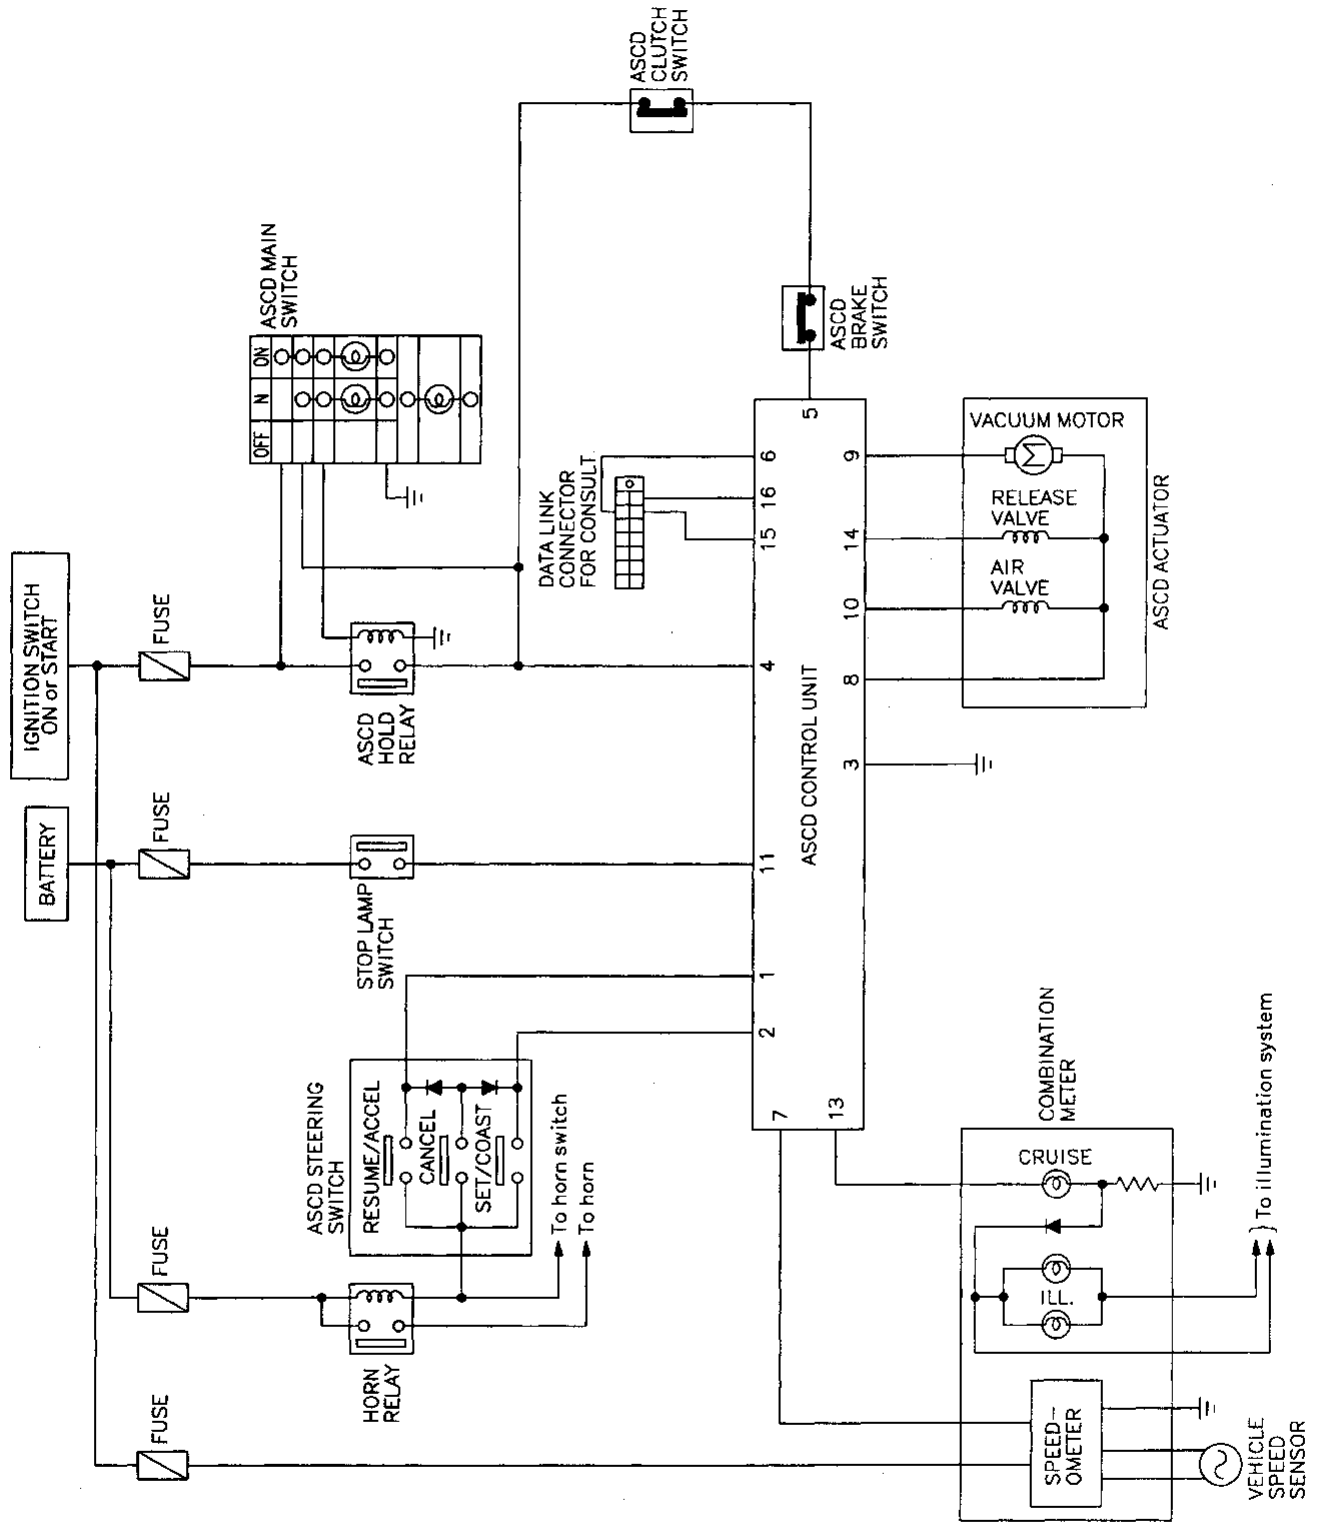 IGNITION SWITCH
ON or START
BATTERY
FUSE
FUSE
FUSE
FUSE
ASCD MAIN
SWITCH
OFF
N
ON
ASCD
CLUTCH
SWITCH
ASCD
HOLD
RELAY
STOP LAMP
SWITCH
ASCD STEERING
SWITCH
RESUME/ACCEL
CANCEL
SET/COAST
To horn switch
To horn
HORN
RELAY
DATA LINK
CONNECTOR
FOR CONSULT
ASCD
BRAKE
SWITCH
ASCD CONTROL UNIT
7
2
1
11
4
15
16
6
5
13
3
8
10
14
9
VACUUM MOTOR
M
RELEASE
VALVE
AIR
VALVE
ASCD ACTUATOR
COMBINATION
METER
CRUISE
ILL.
SPEED-
OMETER
To illumination system
VEHICLE
SPEED
SENSOR